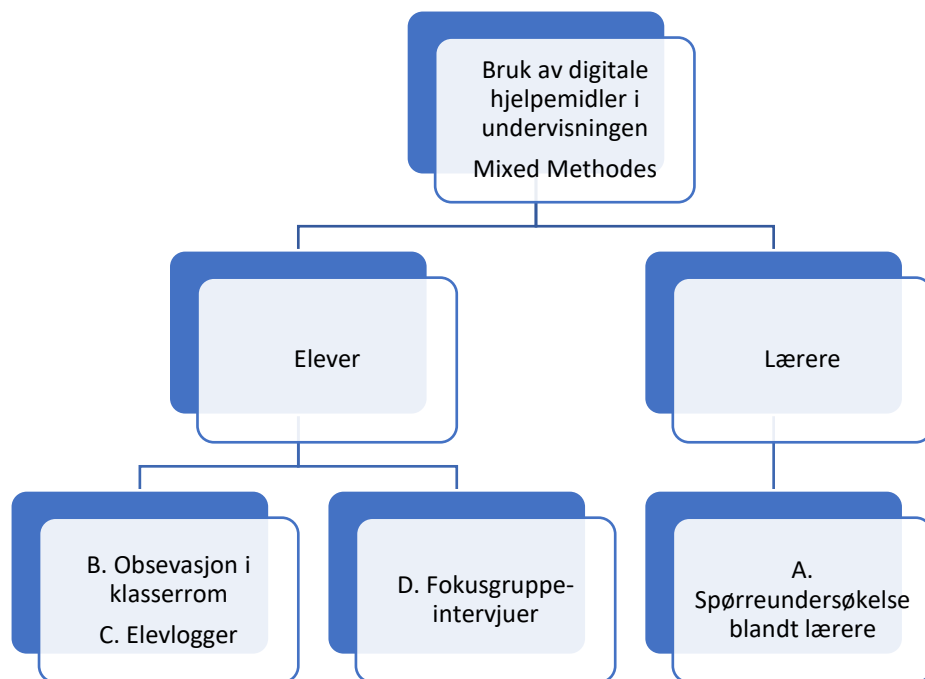 Bruk av digitale
hjelpemidler i
undervisningen
Mixed Methodes
Elever
Lærere
B. Obsevasjon i
klasserrom
C. Elevlogger
D. Fokusgruppe-
intervjuer
A.
Spørreundersøkelse
blandt lærere